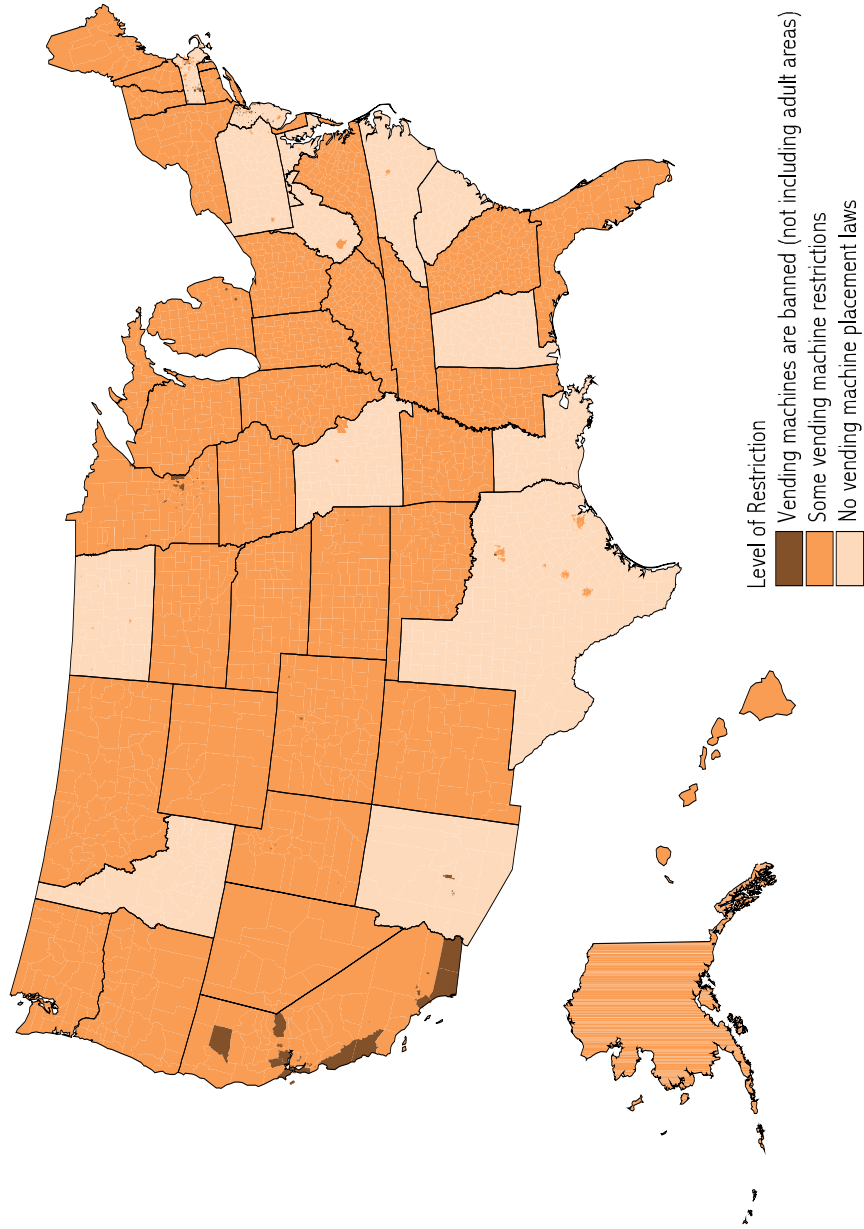 Level of Restriction
Vending machines are banned (not including adult areas)
Some vending machine restrictions
No vending machine placement laws